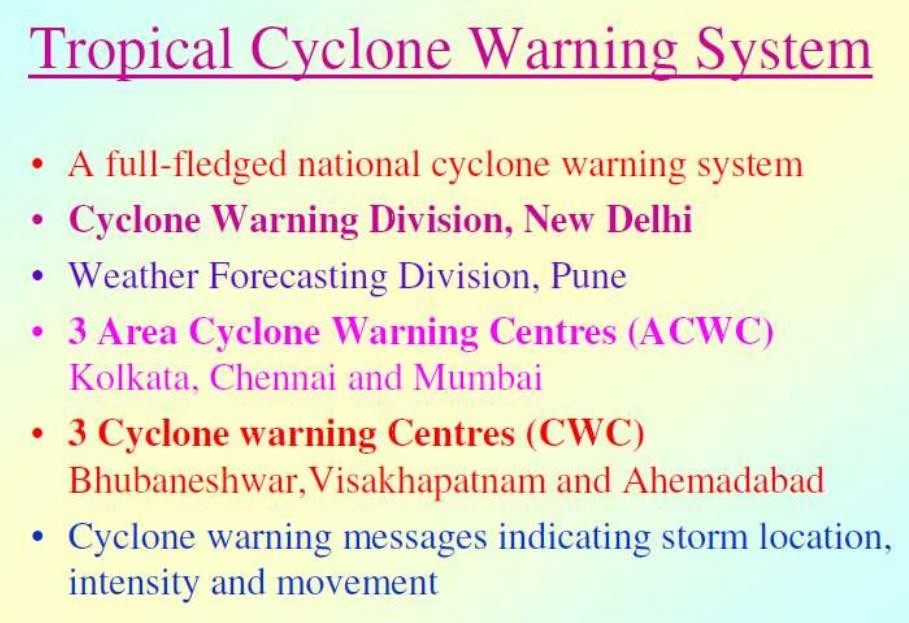 Tropical Cyclone Warning System
• A full-fledged national cyclone warning system
• Cyclone Warning Division, New Delhi
• Weather Forecasting Division, Pune
• 3 Area Cyclone Warning Centres (ACWC)
Kolkata, Chennai and Mumbai
• 3 Cyclone warning Centres (CWC)
Bhubaneshwar,Visakhapatnam and Ahemadabad
• Cyclone warning messages indicating storm location,
intensity and movement